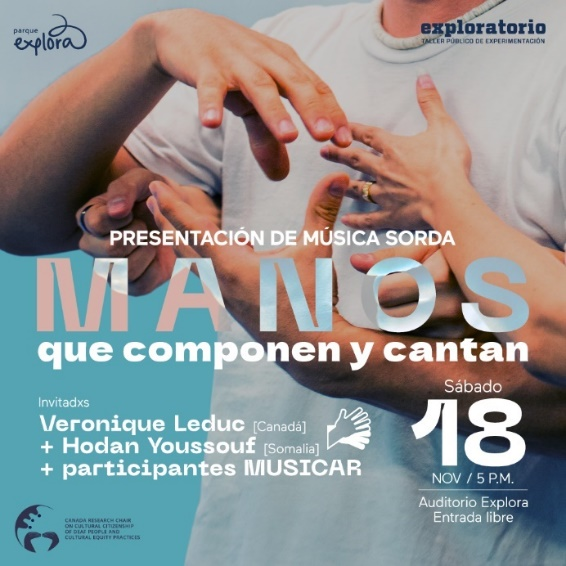 parque
explora
exploratorio
TALLER PÚBLICO DE EXPERIMENTACIÓN
PRESENTACIÓN DE MÚSICA SORDA
MANOS
que componen y cantan
Invitadxs
Veronique Leduc [Canadá]
+ Hodan Youssouf [Somalia]
+ participantes MUSICAR
Sábado
18
NOV / 5 P.M.
Auditorio Explora
Entrada libre
CANADA RESEARCH CHAIR
ON CULTURAL CITIZENSHIP
OF DEAF PEOPLE AND
CULTURAL EQUITY PRACTICES